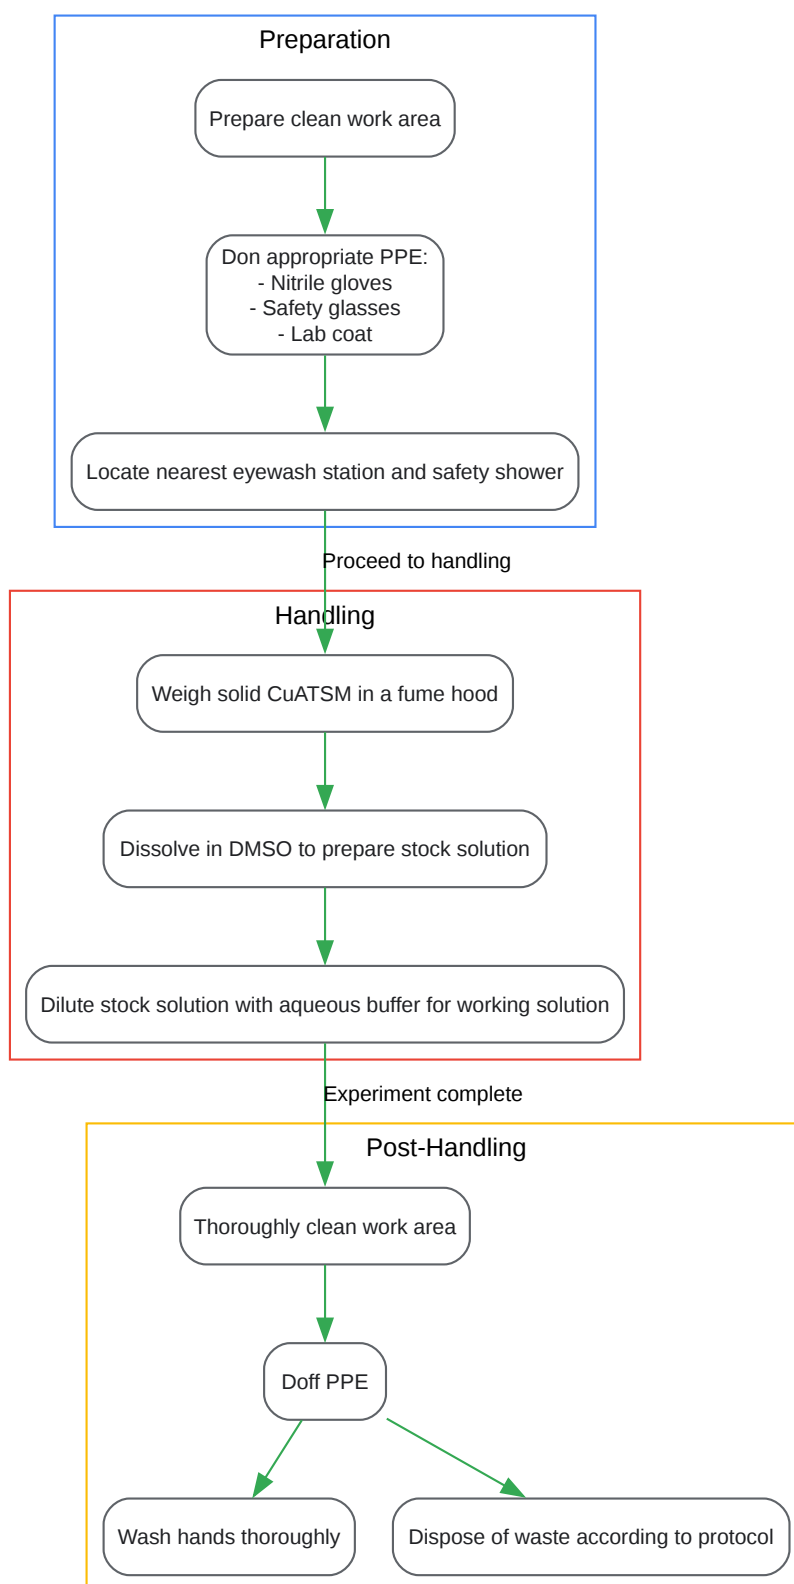 Preparation
Prepare clean work area
Don appropriate PPE:
- Nitrile gloves
- Safety glasses
- Lab coat
Locate nearest eyewash station and safety shower
Proceed to handling
Handling
Weigh solid CuATSM in a fume hood
Dissolve in DMSO to prepare stock solution
Dilute stock solution with aqueous buffer for working solution
Experiment complete
Post-Handling
Thoroughly clean work area
Doff PPE
Wash hands thoroughly
Dispose of waste according to protocol